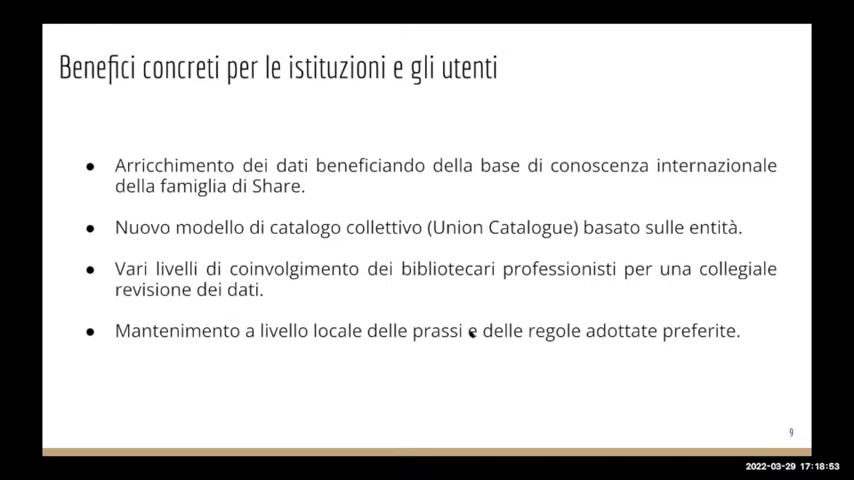 Benefici concreti per le istituzioni e gli utenti
● Arricchimento dei dati beneficiando della base di conoscenza internazionale
della famiglia di Share.
● Nuovo modello di catalogo collettivo (Union Catalogue) basato sulle entità.
● Vari livelli di coinvolgimento dei bibliotecari professionisti per una collegiale
revisione dei dati.
● Mantenimento a livello locale delle prassi e delle regole adottate preferite.
9
2022-03-29 17:18:53